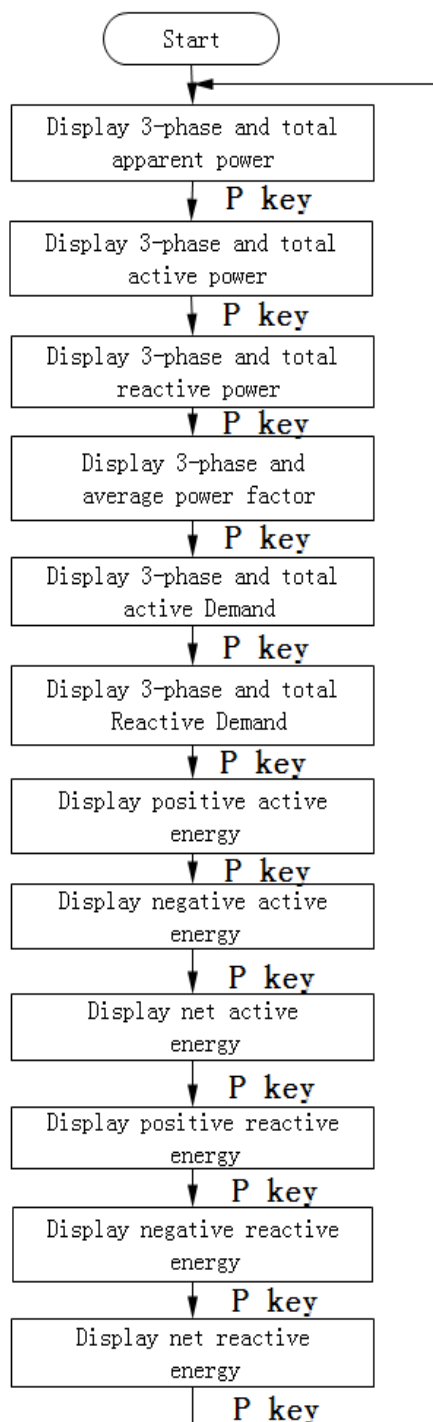 Start
Display 3-phase and total
apparent power
P key
Display 3-phase and total
active power
P key
Display 3-phase and total
reactive power
P key
Display 3-phase and
average power factor
P key
Display 3-phase and total
active Demand
P key
Display 3-phase and total
Reactive Demand
P key
Display positive active
energy
P key
Display negative active
energy
P key
Display net active
energy
P key
Display positive reactive
energy
P key
Display negative reactive
energy
P key
Display net reactive
energy
P key